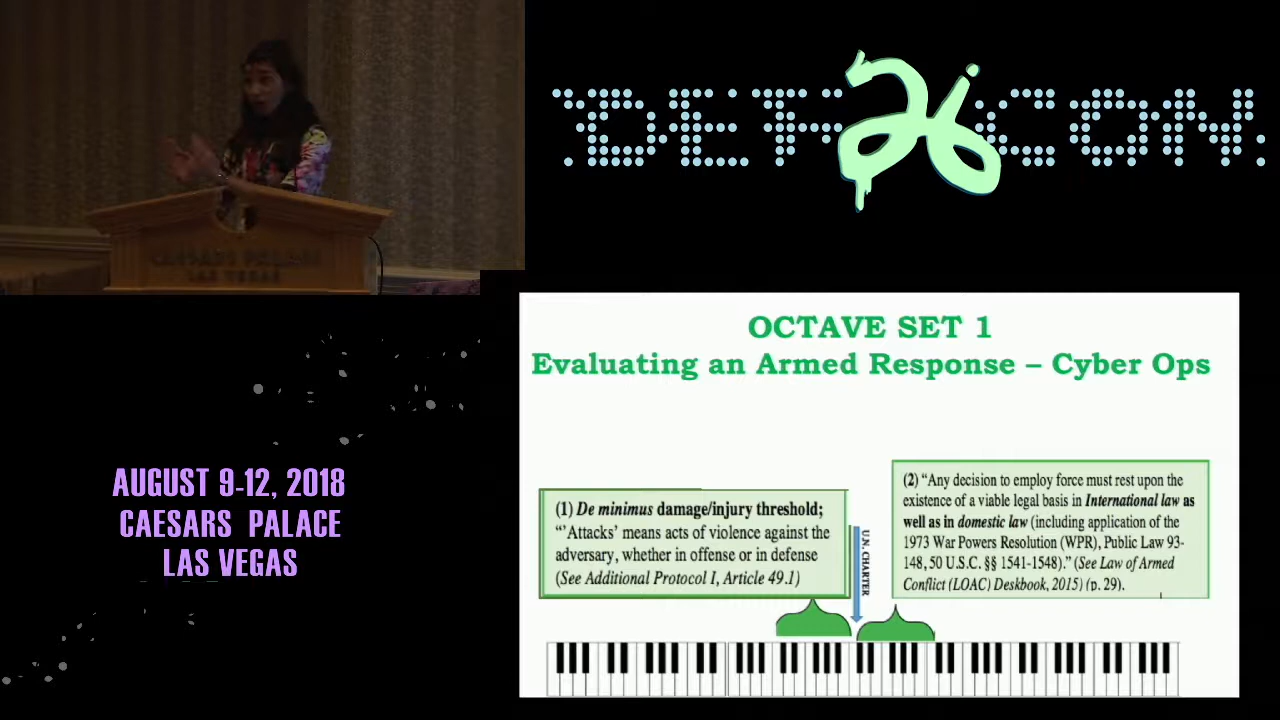 DEF 26 CON
CAESARS PALACE
LAS VEGAS
OCTAVE SET 1
Evaluating an Armed Response – Cyber Ops
(1) De minimus damage/injury threshold;
“’Attacks’ means acts of violence against the
adversary, whether in offense or in defense
(See Additional Protocol I, Article 49.1)
U.N. CHARTER
(2) “Any decision to employ force must rest upon the
existence of a viable legal basis in International law as
well as in domestic law (including application of the
1973 War Powers Resolution (WPR), Public Law 93-
148, 50 U.S.C. §§ 1541-1548).” (See Law of Armed
Conflict (LOAC) Deskbook, 2015) (p. 29).
AUGUST 9-12, 2018
CAESARS PALACE
LAS VEGAS